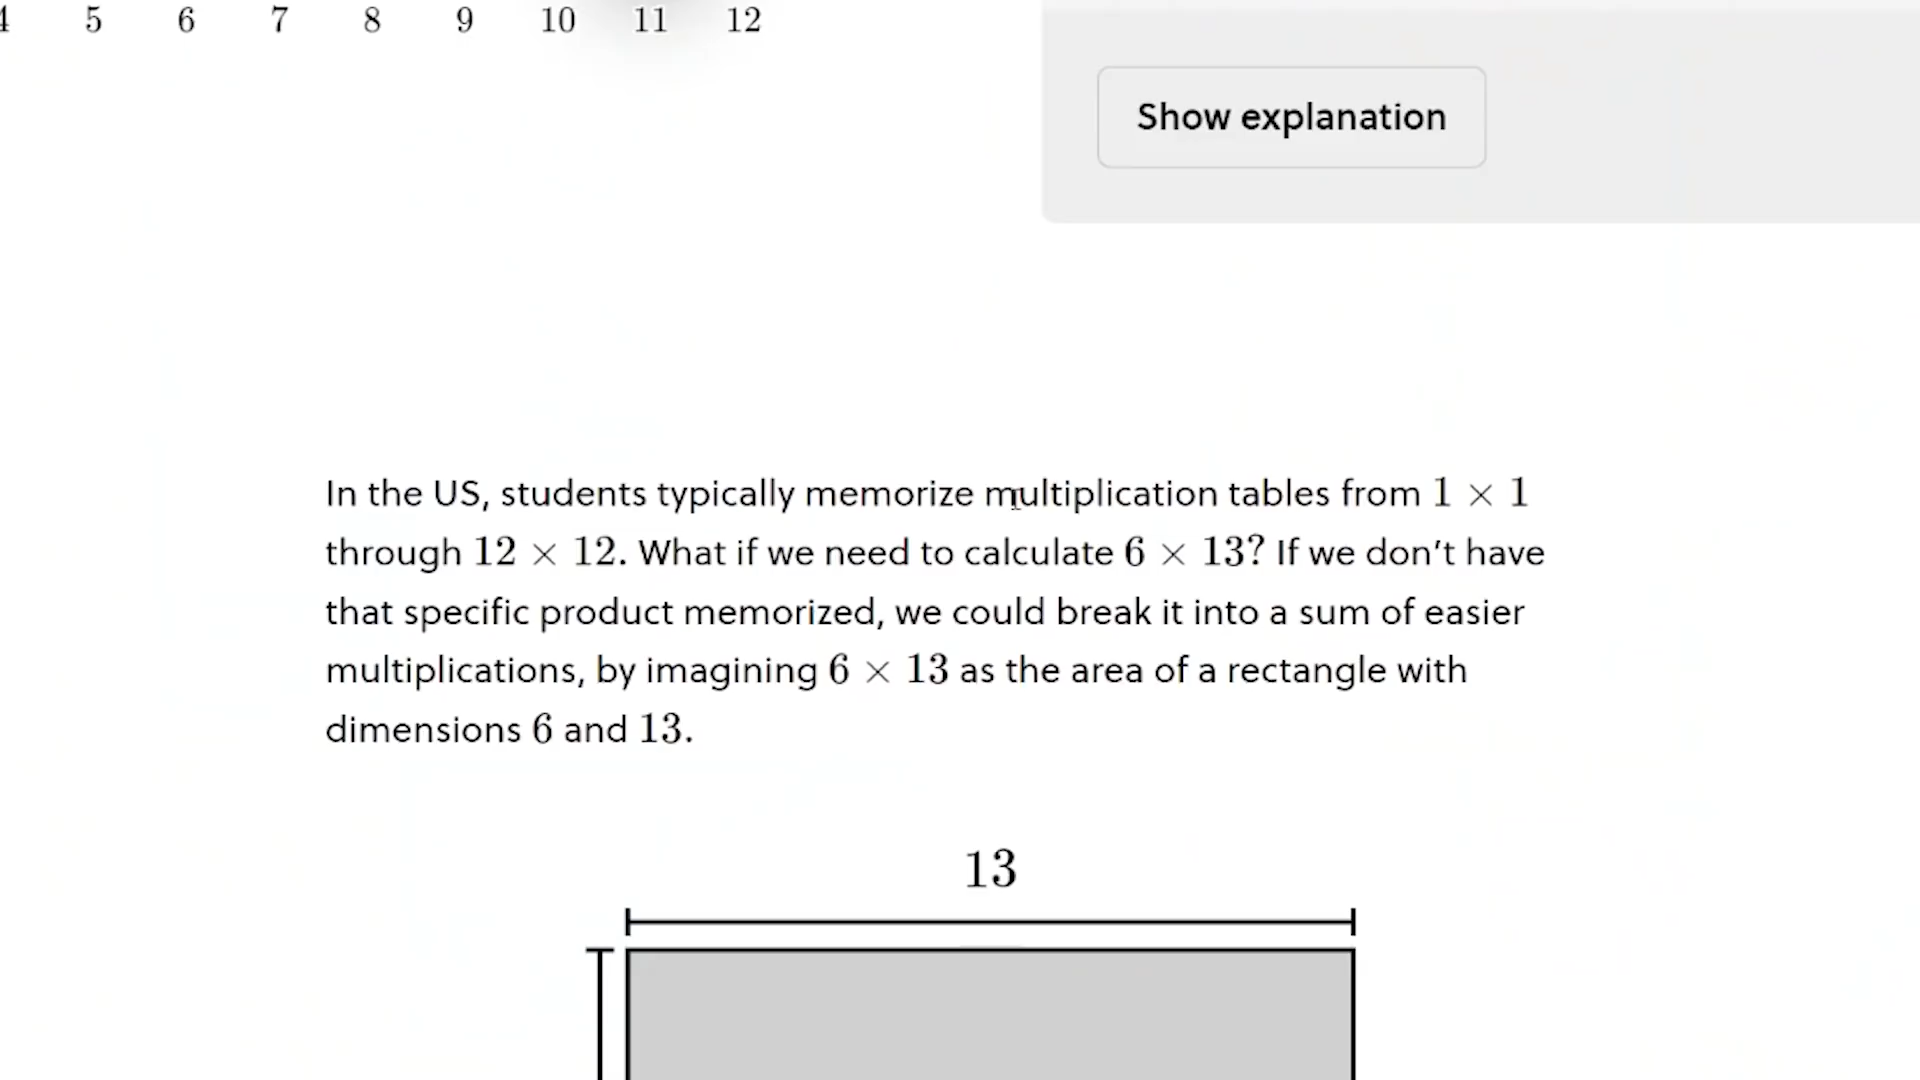 4 5 6 7 8 9 10 11 12
Show explanation
In the US, students typically memorize multiplication tables from 1 × 1
through 12 × 12. What if we need to calculate 6 × 13? If we don’t have
that specific product memorized, we could break it into a sum of easier
multiplications, by imagining 6 × 13 as the area of a rectangle with
dimensions 6 and 13.
13